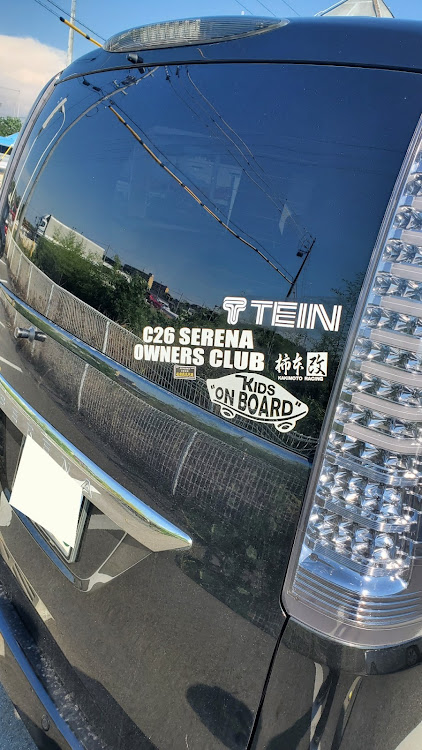 TEIN
C26 SERENA
OWNERS CLUB
柿本改
KAKIMOTO RACING
KIDS
"ON BOARD"